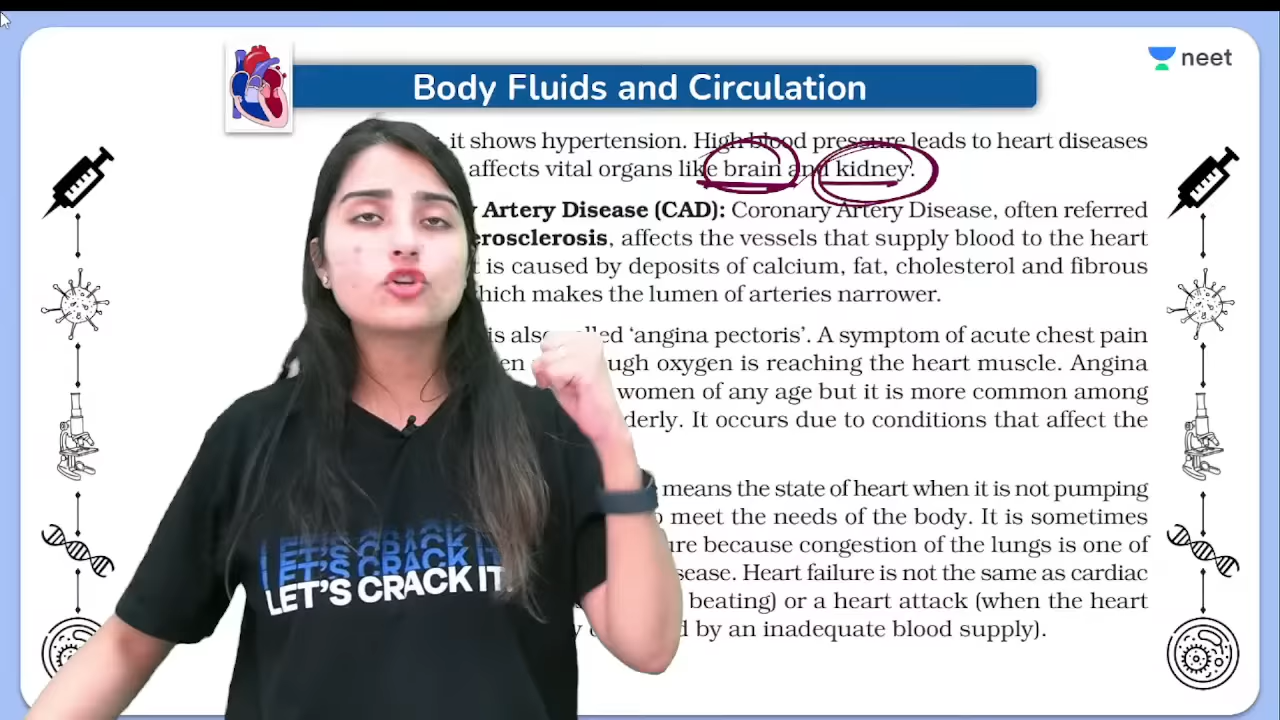 neet
Body Fluids and Circulation
it shows hypertension. High blood pressure leads to heart diseases
affects vital organs like brain and kidney.
Artery Disease (CAD): Coronary Artery Disease, often referred
affects the vessels that supply blood to the heart
is caused by deposits of calcium, fat, cholesterol and fibrous
which makes the lumen of arteries narrower.
is also called ‘angina pectoris’. A symptom of acute chest pain
oxygen is reaching the heart muscle. Angina
women of any age but it is more common among
It occurs due to conditions that affect the
means the state of heart when it is not pumping
meet the needs of the body. It is sometimes
because congestion of the lungs is one of
Heart failure is not the same as cardiac
beating) or a heart attack (when the heart
by an inadequate blood supply).
LET'S CRACK IT
LET'S CRACK IT
LET'S CRACK IT.